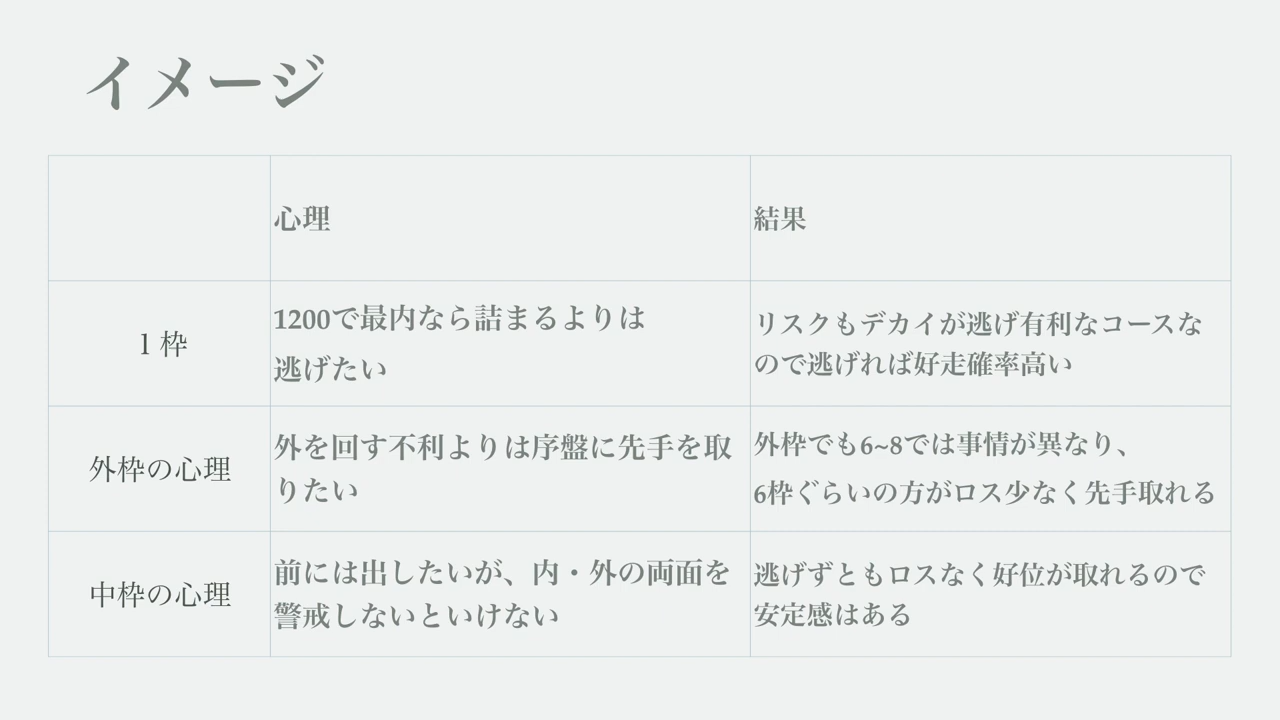 イメージ
心理
結果
1 枠
1200で最内なら詰まるよりは
逃げたい
リスクもデカイが逃げ有利なコースな
ので逃げれば好走確率高い
外枠の心理
外を回す不利よりは序盤に先手を取
りたい
外枠でも6~8では事情が異なり、
6枠ぐらいの方がロス少なく先手取れる
中枠の心理
前には出したいが、内・外の両面を
警戒しないといけない
逃げずともロスなく好位が取れるので
安定感はある